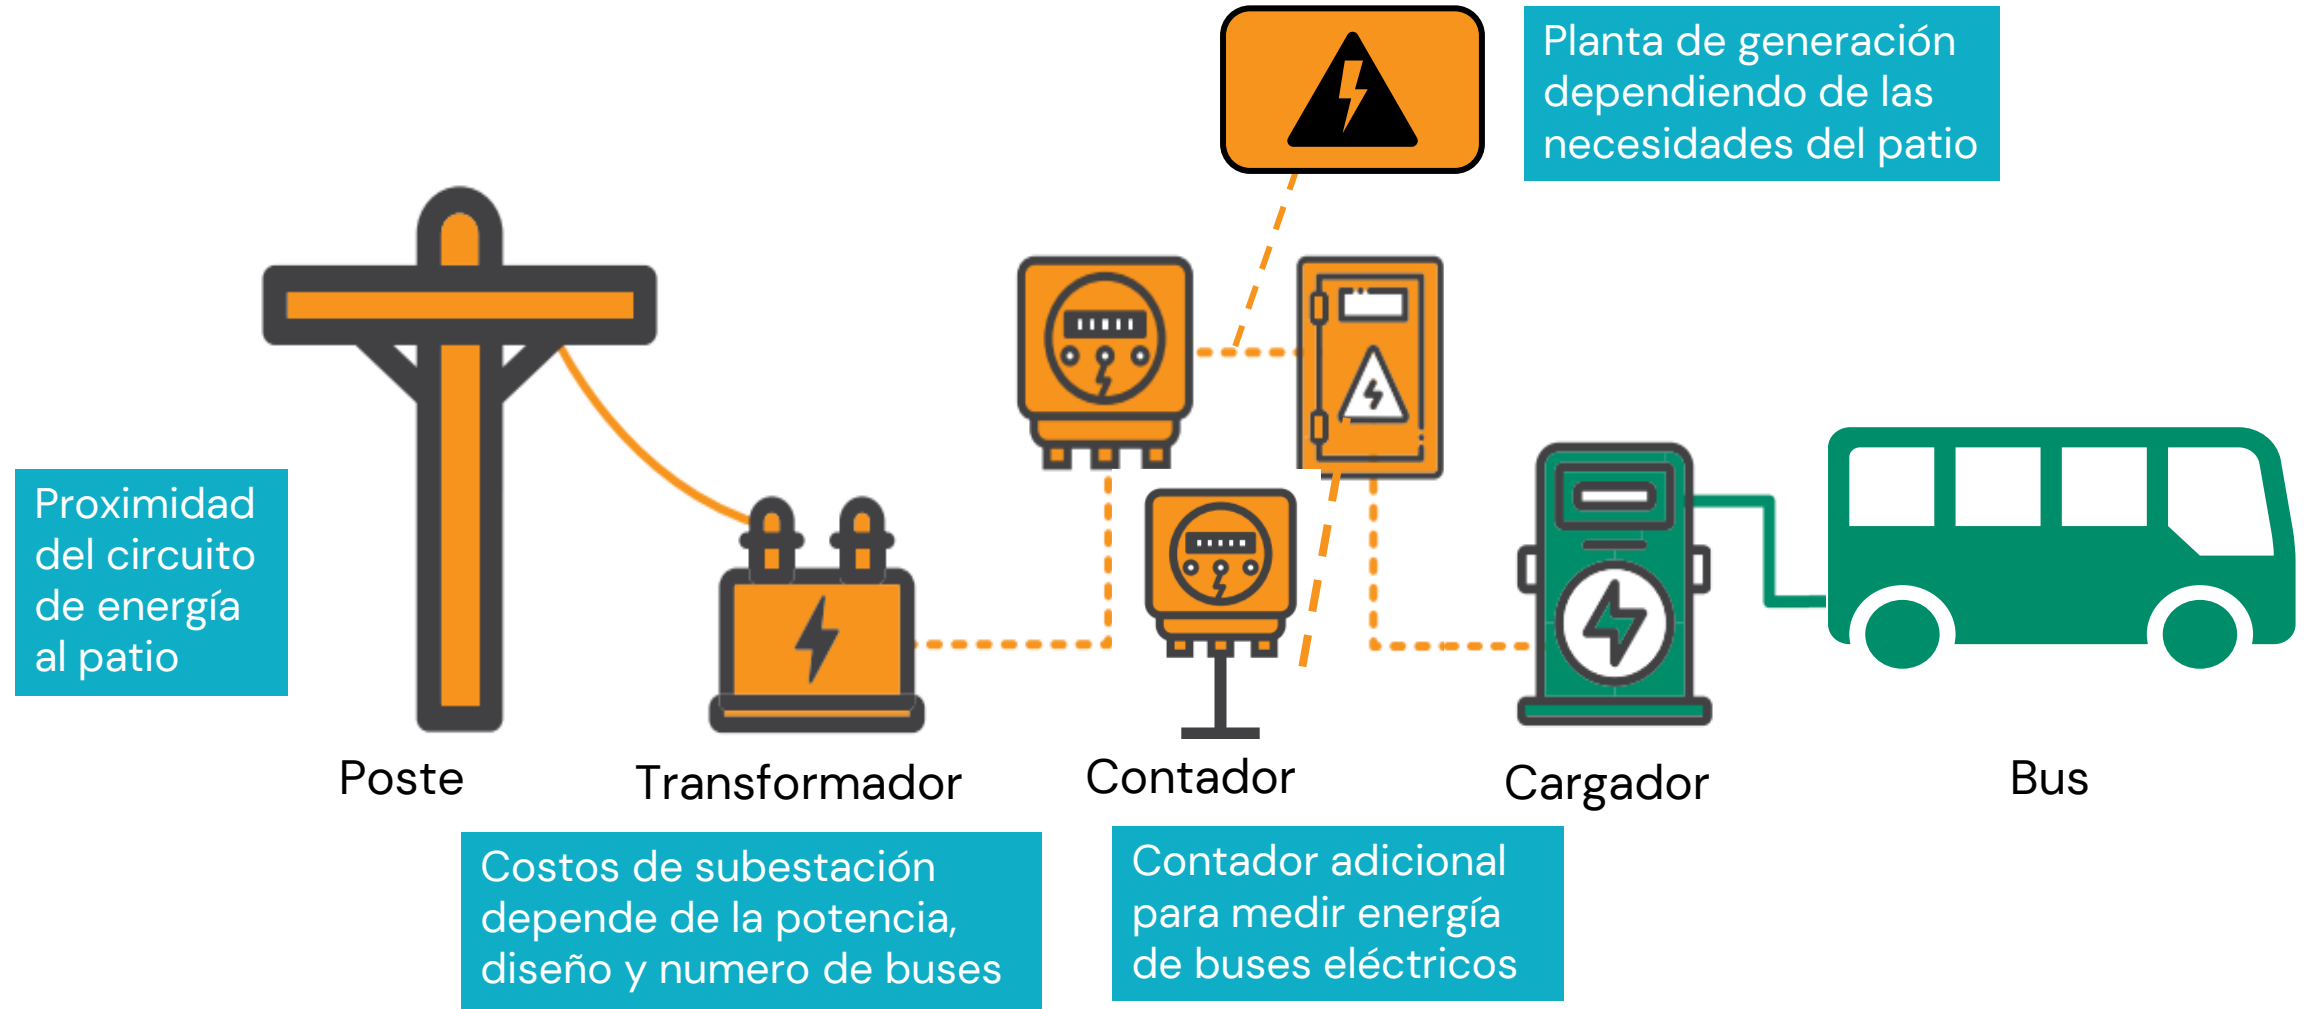 Planta de generación
dependiendo de las
necesidades del patio
Proximidad
del circuito
de energía
al patio
Poste
Transformador
Contador
Cargador
Bus
Costos de subestación
depende de la potencia,
diseño y numero de buses
Contador adicional
para medir energía
de buses eléctricos